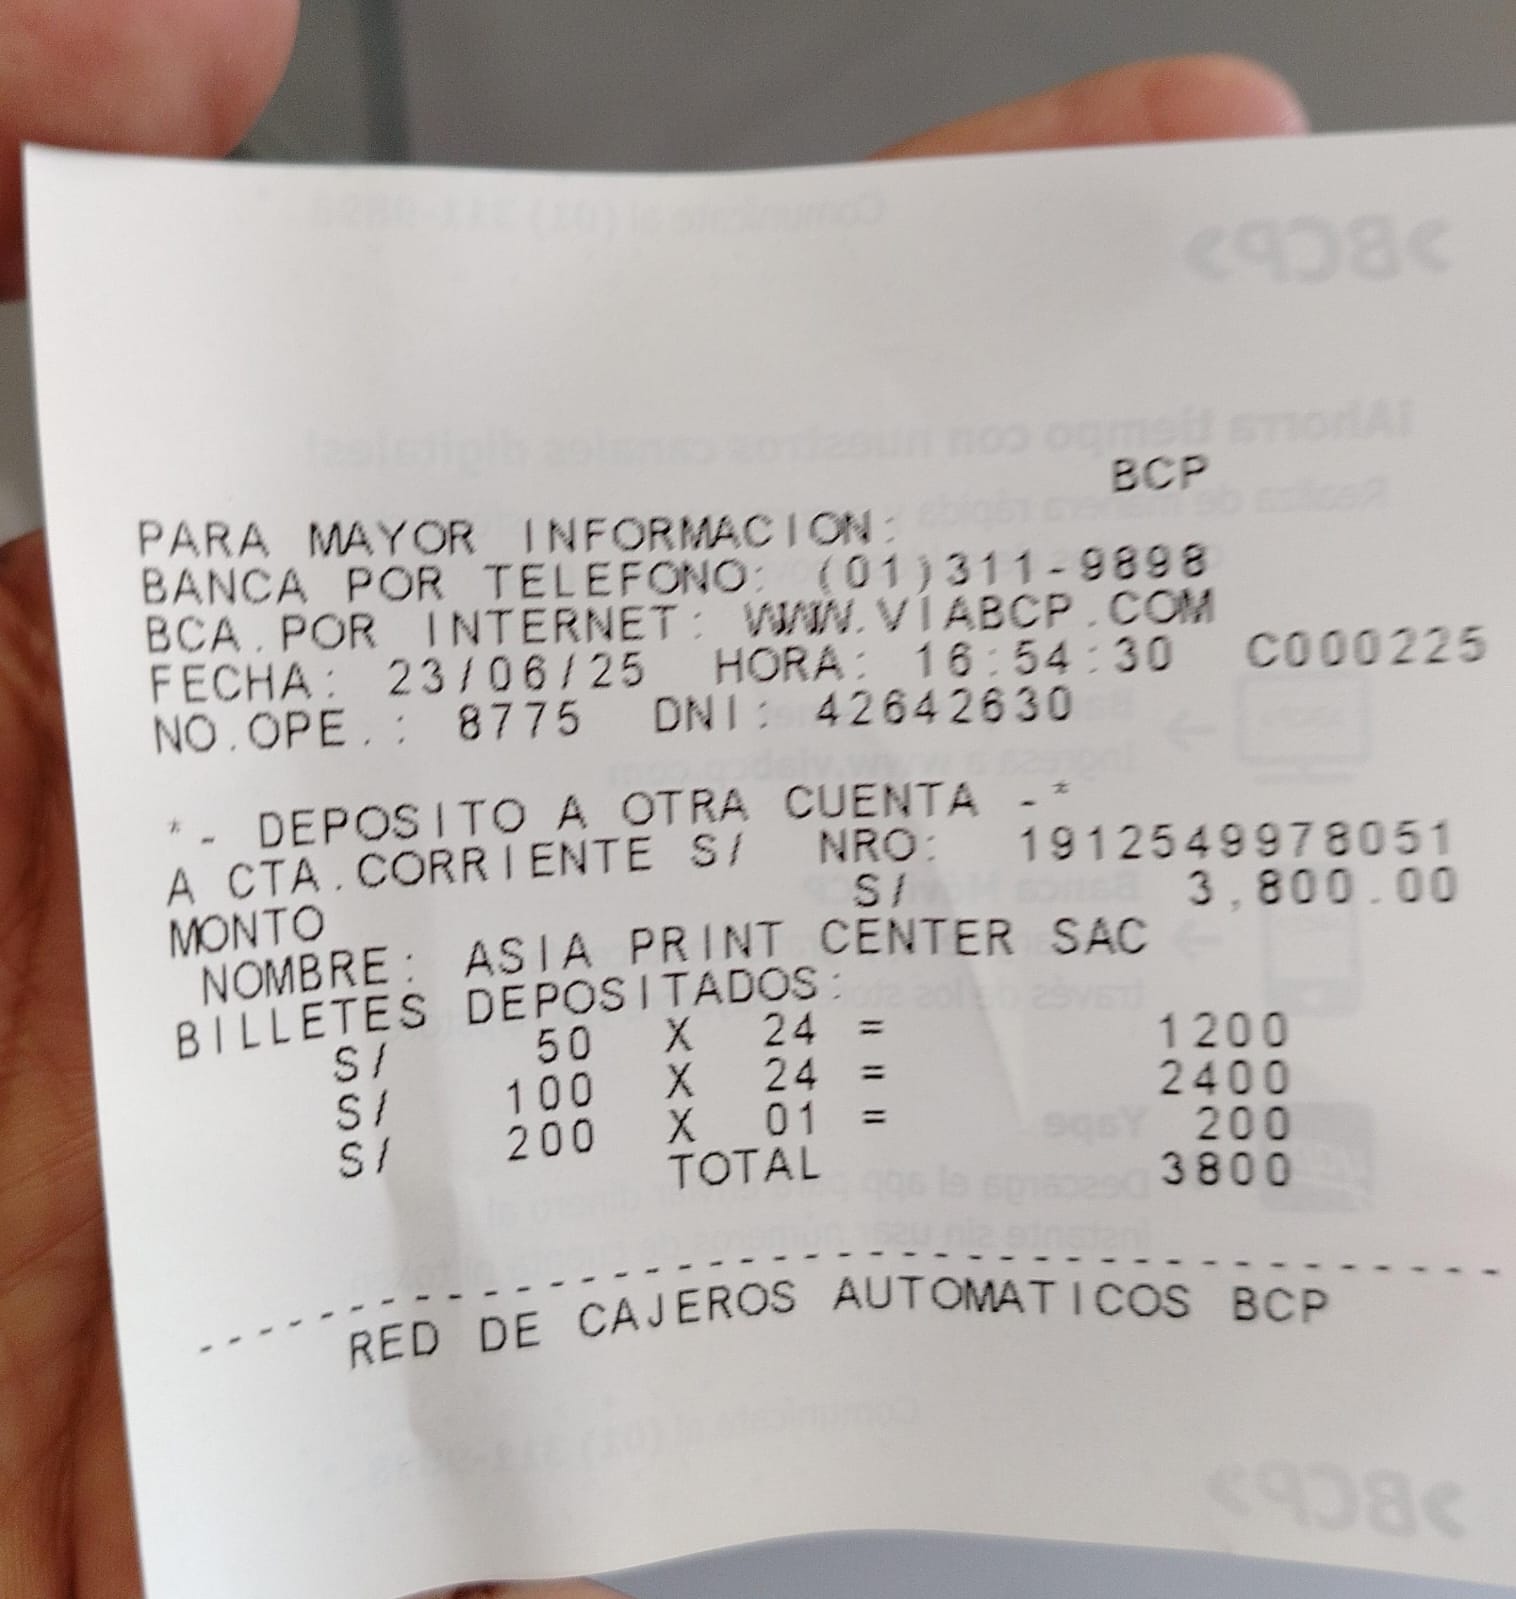 BCP
PARA MAYOR INFORMACION:
BANCA POR TELEFONO: (01)311-9898
BCA.POR INTERNET: WWW.VIABCP.COM
FECHA: 23/06/25 HORA: 16:54:30 C000225
NO.OPE.: 8775 DNI: 42642630
*- DEPOSITO A OTRA CUENTA -*
A CTA.CORRIENTE S/ NRO: 1912549978051
MONTO S/ 3,800.00
NOMBRE: ASIA PRINT CENTER SAC
BILLETES DEPOSITADOS:
S/ 50 X 24 = 1200
S/ 100 X 24 = 2400
S/ 200 X 01 = 200
TOTAL 3800
--------------------------------------
RED DE CAJEROS AUTOMATICOS BCP